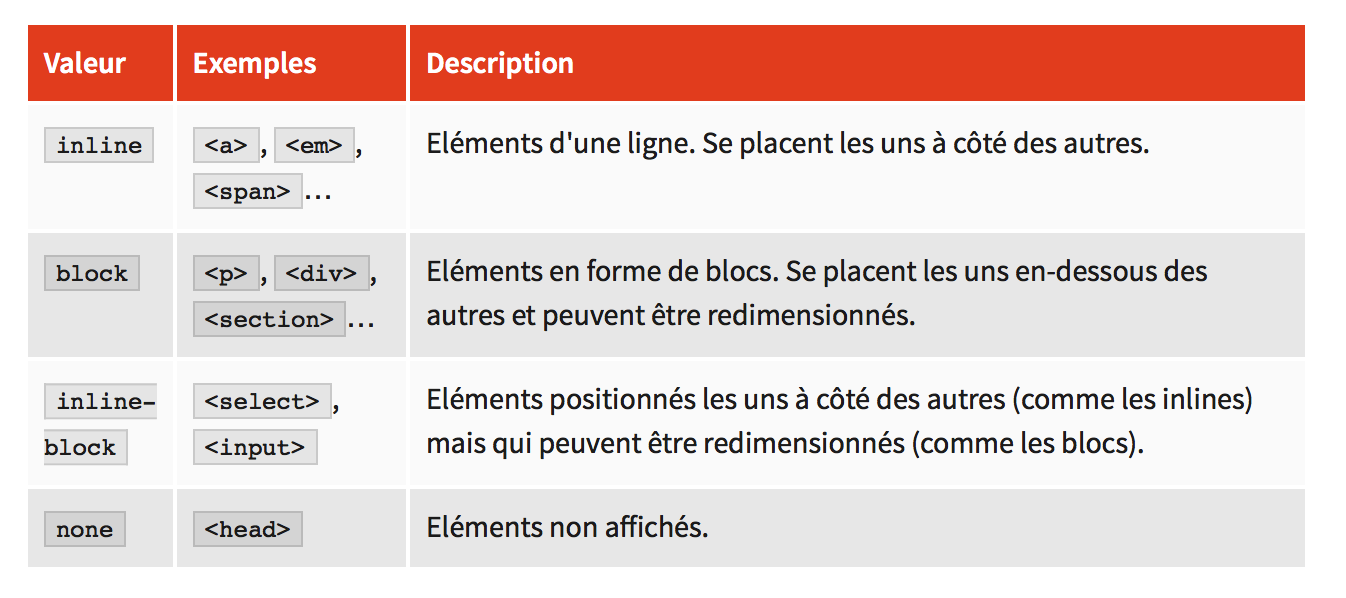 Valeur Exemples Description
inline <a>, <em>, Eléments d'une ligne. Se placent les uns à côté des autres.
<span>...
block <p>, <div>, Eléments en forme de blocs. Se placent les uns en-dessous des
<section>... autres et peuvent être redimensionnés.
inline- <select>, Eléments positionnés les uns à côté des autres (comme les inlines)
block <input> mais qui peuvent être redimensionnés (comme les blocs).
none <head> Eléments non affichés.